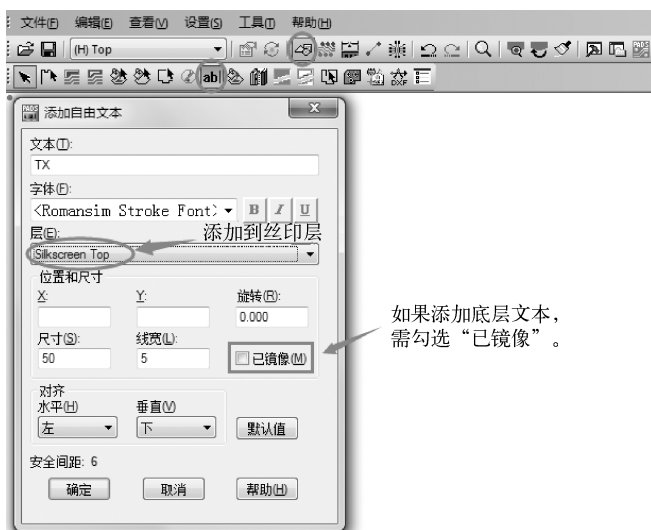 文件(F) 编辑(E) 查看(V) 设置(S) 工具(T) 帮助(H)
(H) Top
ab
DXF
添加自由文本
文本(T):
TX
字体(F):
<Romansim Stroke Font> B I U
层(E): 添加到丝印层
Silkscreen Top
位置和尺寸
X: Y: 旋转(R):
0.000
尺寸(S): 线宽(L):
50 5 已镜像(M)
如果添加底层文本，
需勾选“已镜像”。
对齐
水平(H) 垂直(V)
左 下 默认值
安全间距: 6
确定 取消 帮助(H)